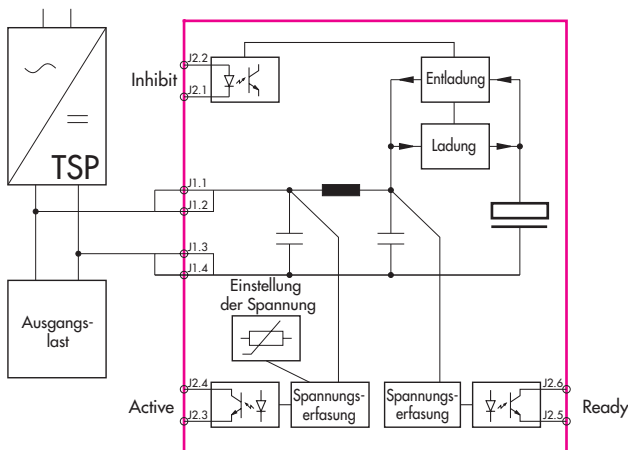 J2.2
Inhibit
J2.1
Entladung
Ladung
TSP
J1.1
J1.2
J1.3
J1.4
Einstellung
der Spannung
Ausgangs-
last
J2.4
Active
J2.3
Spannungs-
erfasung
Spannungs-
erfasung
J2.6
Ready
J2.5